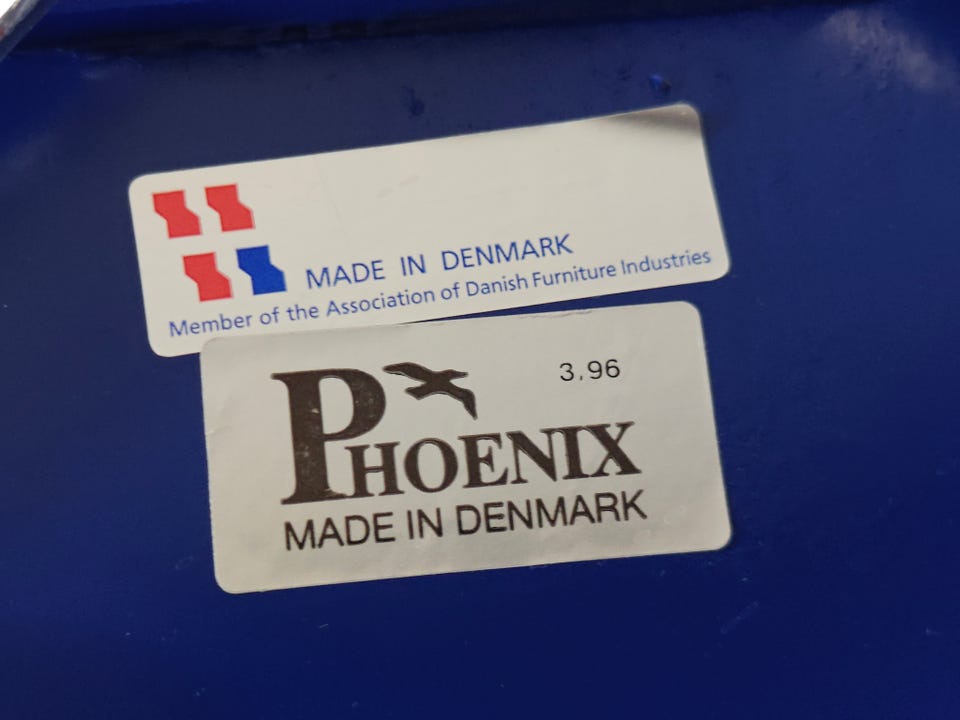 MADE IN DENMARK
Member of the Association of Danish Furniture Industries
3.96
PHOENIX
MADE IN DENMARK